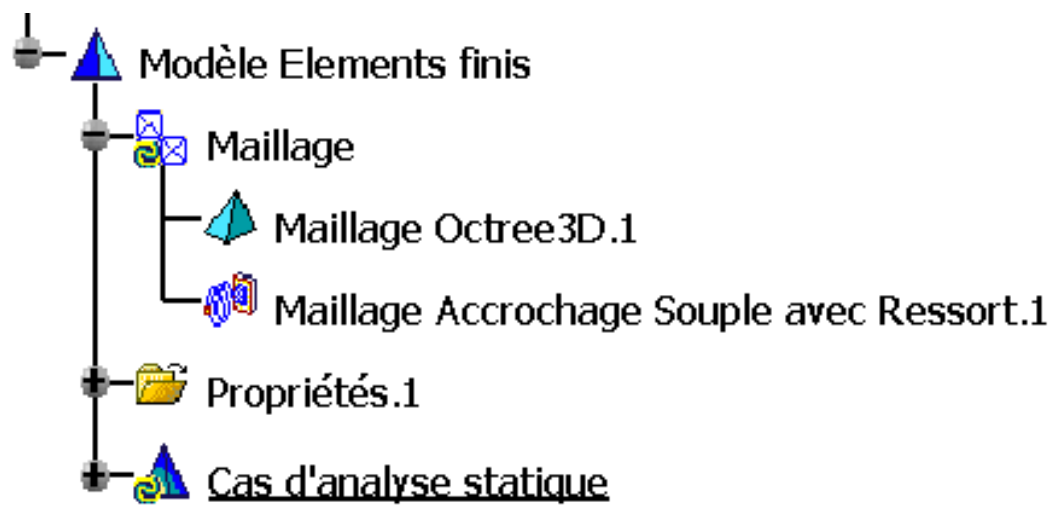 Modèle Elements finis
Maillage
Maillage Octree3D.1
Maillage Accrochage Souple avec Ressort.1
Propriétés.1
Cas d'analyse statique